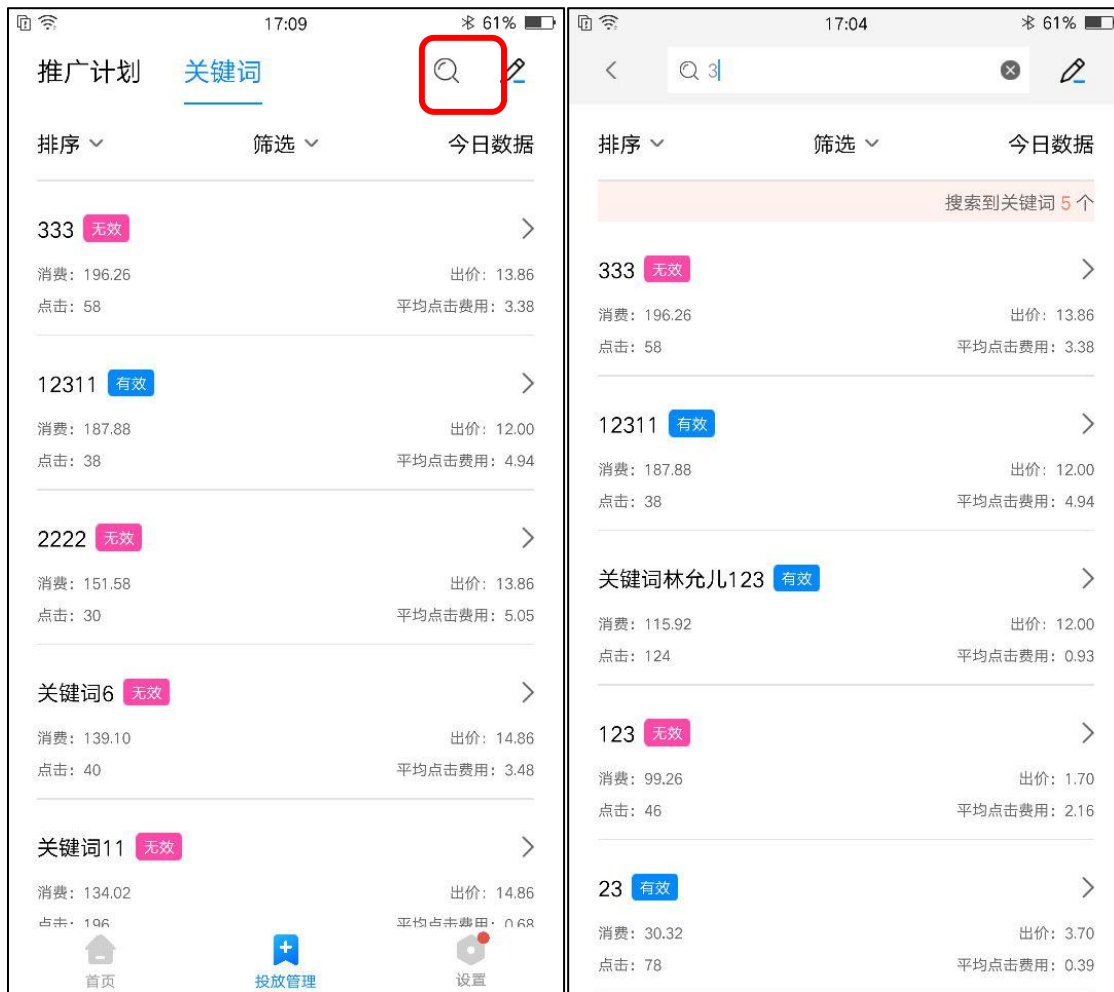 17:09
61%
推广计划
关键词
排序
筛选
今日数据
333 无效
消费：196.26
出价：13.86
点击：58
平均点击费用：3.38
12311 有效
消费：187.88
出价：12.00
点击：38
平均点击费用：4.94
2222 无效
消费：151.58
出价：13.86
点击：30
平均点击费用：5.05
关键词6 无效
消费：139.10
出价：14.86
点击：40
平均点击费用：3.48
关键词11 无效
消费：134.02
出价：14.86
点击：196
平均点击费用：0.68
首页
投放管理
设置
17:04
61%
3
排序
筛选
今日数据
搜索到关键词 5 个
333 无效
消费：196.26
出价：13.86
点击：58
平均点击费用：3.38
12311 有效
消费：187.88
出价：12.00
点击：38
平均点击费用：4.94
关键词林允儿123 有效
消费：115.92
出价：12.00
点击：124
平均点击费用：0.93
123 无效
消费：99.26
出价：1.70
点击：46
平均点击费用：2.16
23 有效
消费：30.32
出价：3.70
点击：78
平均点击费用：0.39